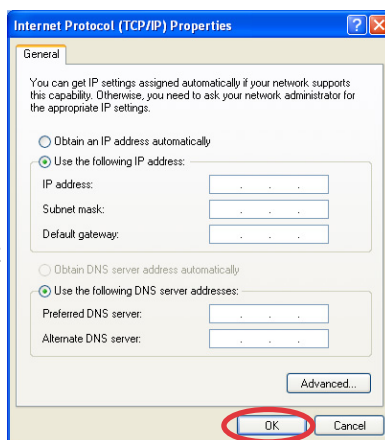 Internet Protocol (TCP/IP) Properties
General
You can get IP settings assigned automatically if your network supports
this capability. Otherwise, you need to ask your network administrator for
the appropriate IP settings.
Obtain an IP address automatically
Use the following IP address:
IP address:
Subnet mask:
Default gateway:
Obtain DNS server address automatically
Use the following DNS server addresses:
Preferred DNS server:
Alternate DNS server:
Advanced...
OK Cancel